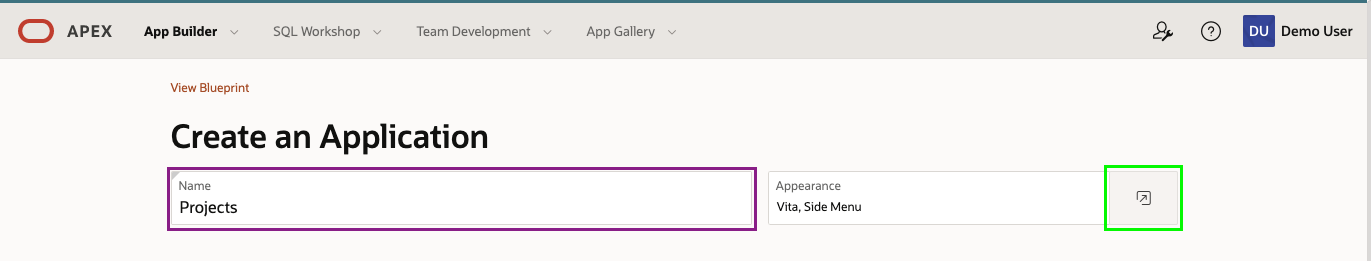 APEX App Builder SQL Workshop Team Development App Gallery DU Demo User
View Blueprint
Create an Application
Name Appearance
Projects Vita, Side Menu